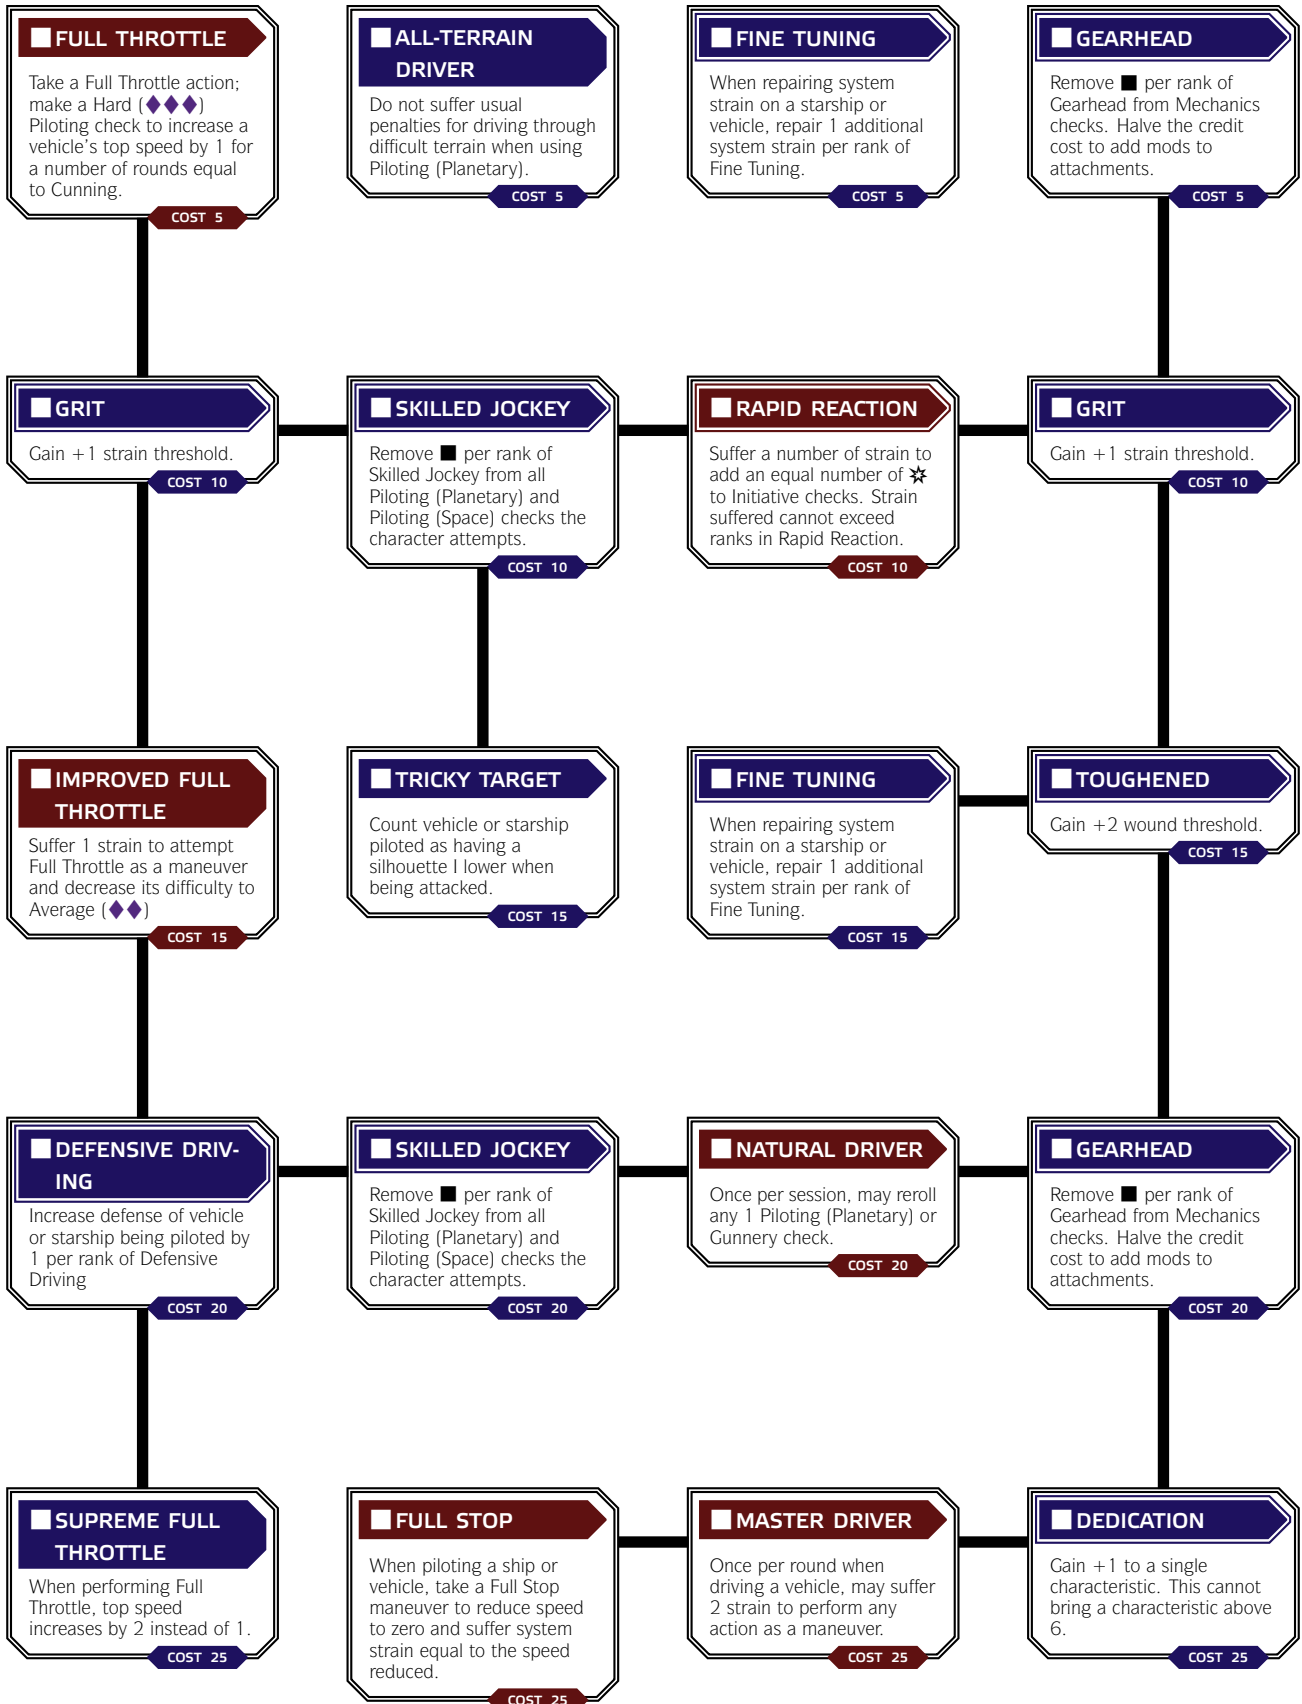 FULL THROTTLE
Take a Full Throttle action;
make a Hard (♦♦♦)
Piloting check to increase a
vehicle's top speed by 1 for
a number of rounds equal
to Cunning.
COST 5
ALL-TERRAIN
DRIVER
Do not suffer usual
penalties for driving through
difficult terrain when using
Piloting (Planetary).
COST 5
FINE TUNING
When repairing system
strain on a starship or
vehicle, repair 1 additional
system strain per rank of
Fine Tuning.
COST 5
GEARHEAD
Remove ■ per rank of
Gearhead from Mechanics
checks. Halve the credit
cost to add mods to
attachments.
COST 5
GRIT
Gain +1 strain threshold.
COST 10
SKILLED JOCKEY
Remove ■ per rank of
Skilled Jockey from all
Piloting (Planetary) and
Piloting (Space) checks the
character attempts.
COST 10
RAPID REACTION
Suffer a number of strain to
add an equal number of
to Initiative checks. Strain
suffered cannot exceed
ranks in Rapid Reaction.
COST 10
GRIT
Gain +1 strain threshold.
COST 10
IMPROVED FULL
THROTTLE
Suffer 1 strain to attempt
Full Throttle as a maneuver
and decrease its difficulty to
Average (♦♦)
COST 15
TRICKY TARGET
Count vehicle or starship
piloted as having a
silhouette I lower when
being attacked.
COST 15
FINE TUNING
When repairing system
strain on a starship or
vehicle, repair 1 additional
system strain per rank of
Fine Tuning.
COST 15
TOUGHENED
Gain +2 wound threshold.
COST 15
DEFENSIVE DRIV-
ING
Increase defense of vehicle
or starship being piloted by
1 per rank of Defensive
Driving
COST 20
SKILLED JOCKEY
Remove ■ per rank of
Skilled Jockey from all
Piloting (Planetary) and
Piloting (Space) checks the
character attempts.
COST 20
NATURAL DRIVER
Once per session, may reroll
any 1 Piloting (Planetary) or
Gunnery check.
COST 20
GEARHEAD
Remove ■ per rank of
Gearhead from Mechanics
checks. Halve the credit
cost to add mods to
attachments.
COST 20
SUPREME FULL
THROTTLE
When performing Full
Throttle, top speed
increases by 2 instead of 1.
COST 25
FULL STOP
When piloting a ship or
vehicle, take a Full Stop
maneuver to reduce speed
to zero and suffer system
strain equal to the speed
reduced.
COST 25
MASTER DRIVER
Once per round when
driving a vehicle, may suffer
2 strain to perform any
action as a maneuver.
COST 25
DEDICATION
Gain +1 to a single
characteristic. This cannot
bring a characteristic above
6.
COST 25